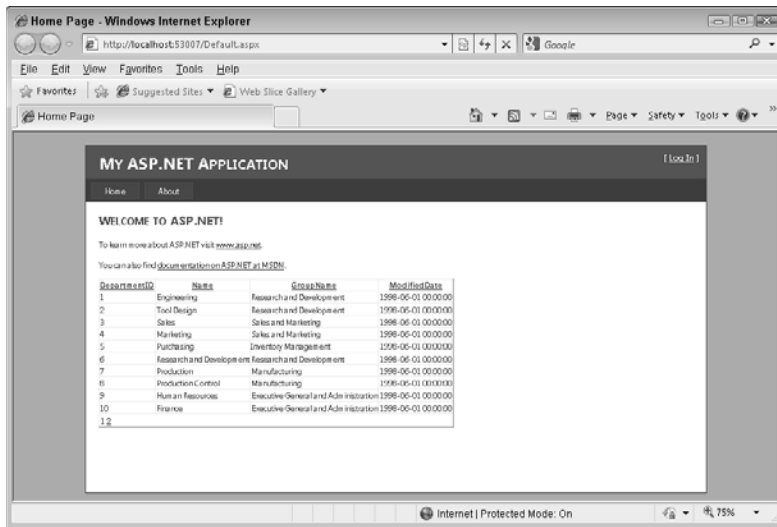 Home Page - Windows Internet Explorer
http://localhost:53007/Default.aspx
Google
File Edit View Favorites Tools Help
Favorites Suggested Sites Web Slice Gallery
Home Page Page Safety Tools
MY ASP.NET APPLICATION [ Log In ]
Home About
WELCOME TO ASP.NET!
To learn more about ASP.NET visit www.asp.net.
You can also find documentation on ASP.NET at MSDN.
DepartmentID Name GroupName ModifiedDate
1 Engineering Research and Development 1998-06-01 00:00:00
2 Tool Design Research and Development 1998-06-01 00:00:00
3 Sales Sales and Marketing 1998-06-01 00:00:00
4 Marketing Sales and Marketing 1998-06-01 00:00:00
5 Purchasing Inventory Management 1998-06-01 00:00:00
6 Research and Development Research and Development 1998-06-01 00:00:00
7 Production Manufacturing 1998-06-01 00:00:00
8 Production Control Manufacturing 1998-06-01 00:00:00
9 Human Resources Executive General and Administration 1998-06-01 00:00:00
10 Finance Executive General and Administration 1998-06-01 00:00:00
1 2
Internet | Protected Mode: On 75%